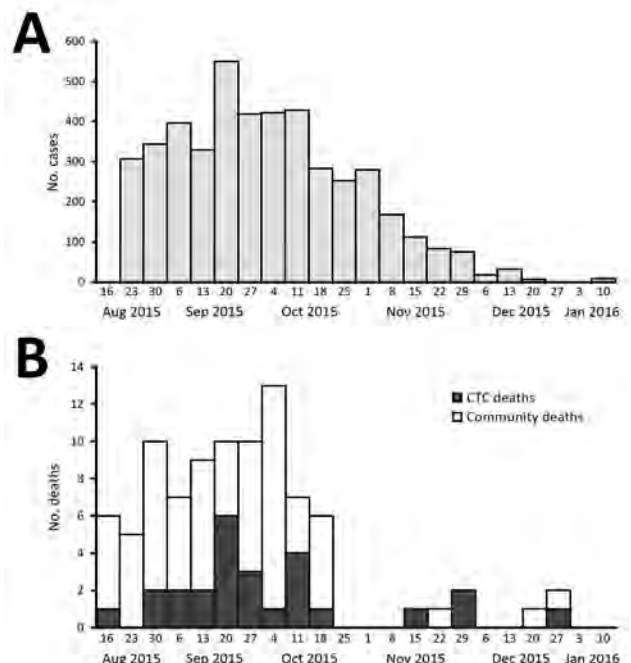 A
600
500
400
300
200
100
0
No. cases
16 23 30 6 13 20 27 4 11 18 25 1 8 15 22 29 6 13 20 27 3 10
Aug 2015 Sep 2015 Oct 2015 Nov 2015 Dec 2015 Jan 2016
B
14
12
10
8
6
4
2
0
No. deaths
CTC deaths
Community deaths
16 23 30 6 13 20 27 4 11 18 25 1 8 15 22 29 6 13 20 27 3 10
Aug 2015 Sep 2015 Oct 2015 Nov 2015 Dec 2015 Jan 2016